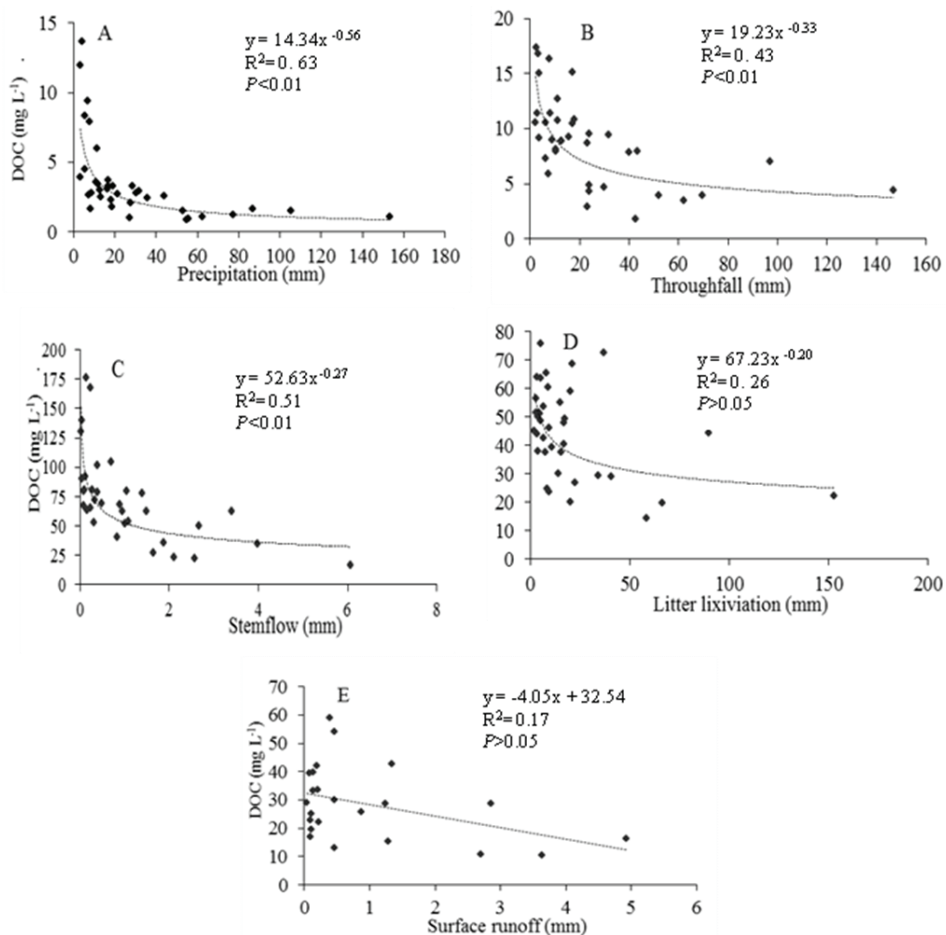 A
y = 14.34x -0.56
R2=0. 63
P<0.01
DOC (mg L-1)
15
10
5
0
0 20 40 60 80 100 120 140 160 180
Precipitation (mm)
B
y = 19.23x -0.33
R2= 0. 43
P<0.01
20
15
10
5
0
0 20 40 60 80 100 120 140 160
Throughfall (mm)
C
y = 52.63x-0.27
R2=0.51
P<0.01
DOC (mg L-1)
200
175
150
125
100
75
50
25
0
0 2 4 6 8
Stemflow (mm)
D
y = 67.23x -0.20
R2= 0. 26
P>0.05
80
70
60
50
40
30
20
10
0
0 50 100 150 200
Litter lixiviation (mm)
E
y = -4.05x + 32.54
R2=0.17
P>0.05
DOC (mg L-1)
70
60
50
40
30
20
10
0
0 1 2 3 4 5 6
Surface runoff (mm)